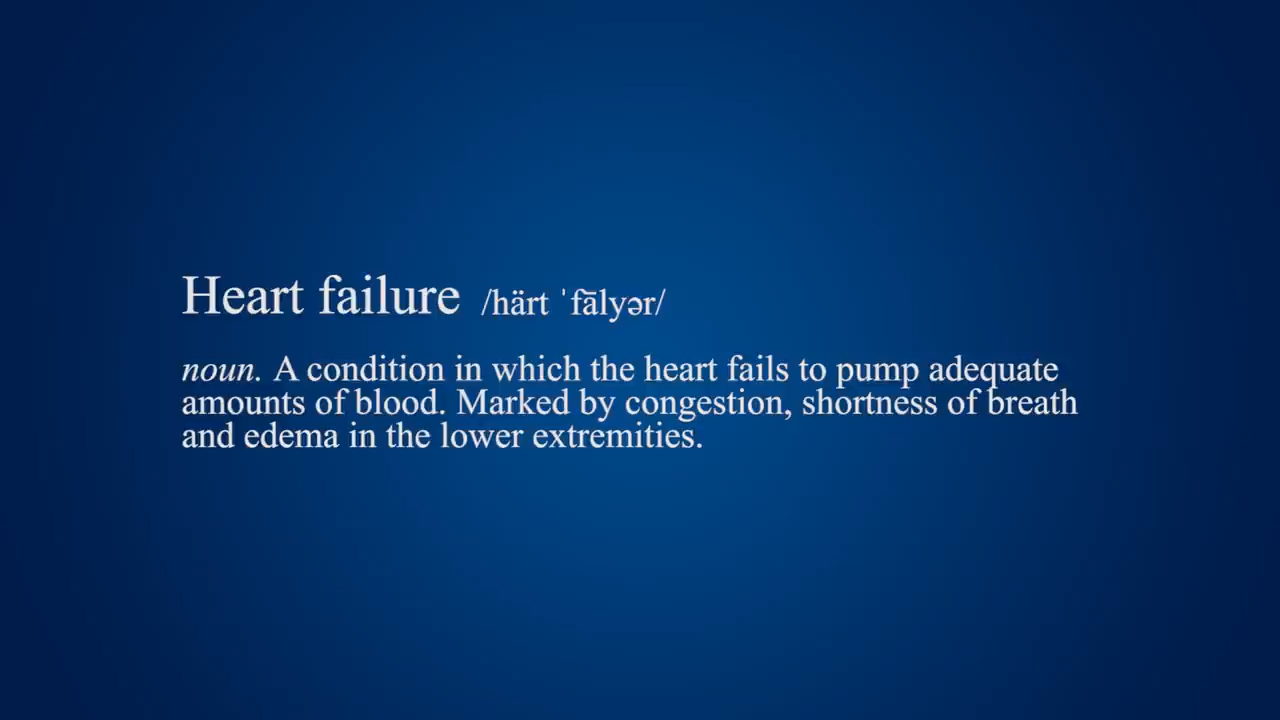 Heart failure /härt ˈfālyər/
noun. A condition in which the heart fails to pump adequate
amounts of blood. Marked by congestion, shortness of breath
and edema in the lower extremities.